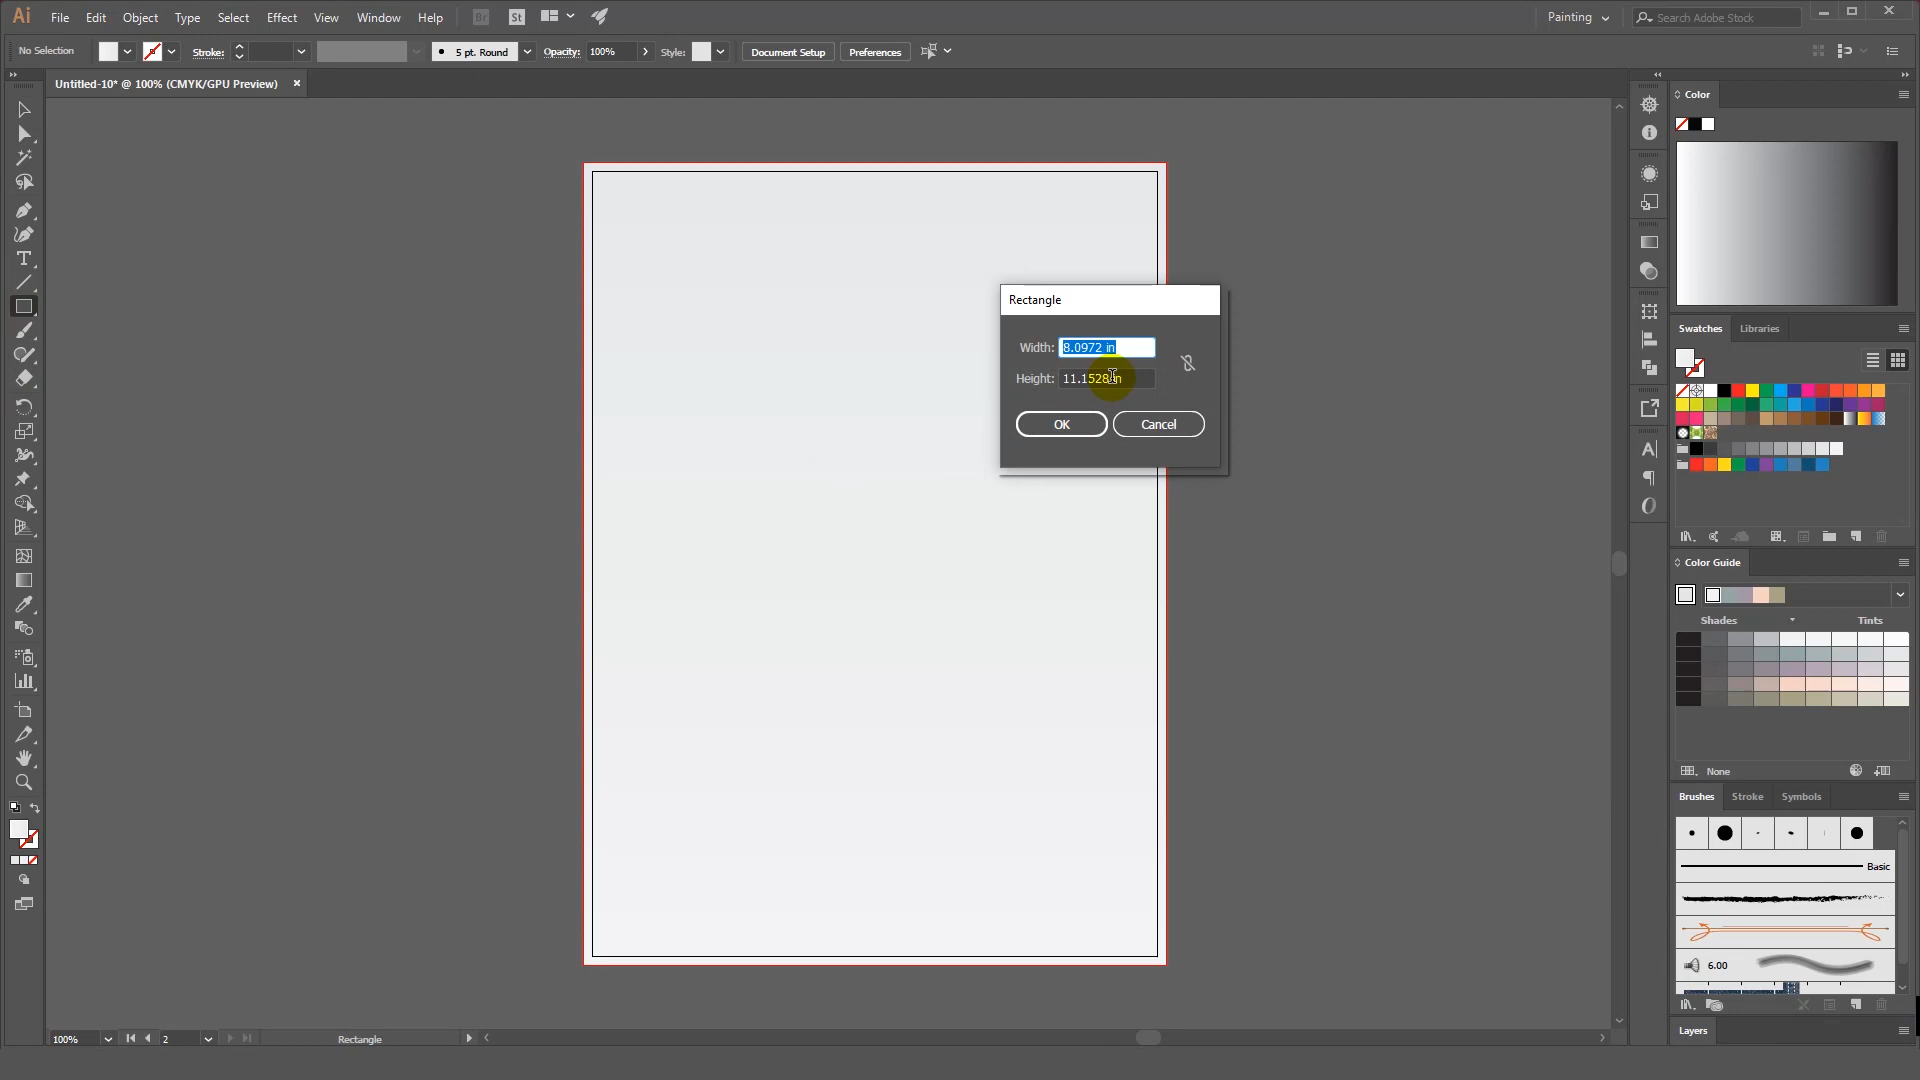 Ai File Edit Object Type Select Effect View Window Help Br St Painting Search Adobe Stock
No Selection Stroke: 5 pt. Round Opacity: 100% Style: Document Setup Preferences
Untitled-10* @ 100% (CMYK/GPU Preview)
Color
Rectangle
Width: 8.0972 in
Height: 11.1528 in
OK Cancel
Swatches Libraries
Color Guide
Shades Tints
None
Brushes Stroke Symbols
Basic
6.00
Layers
100% 2 Rectangle